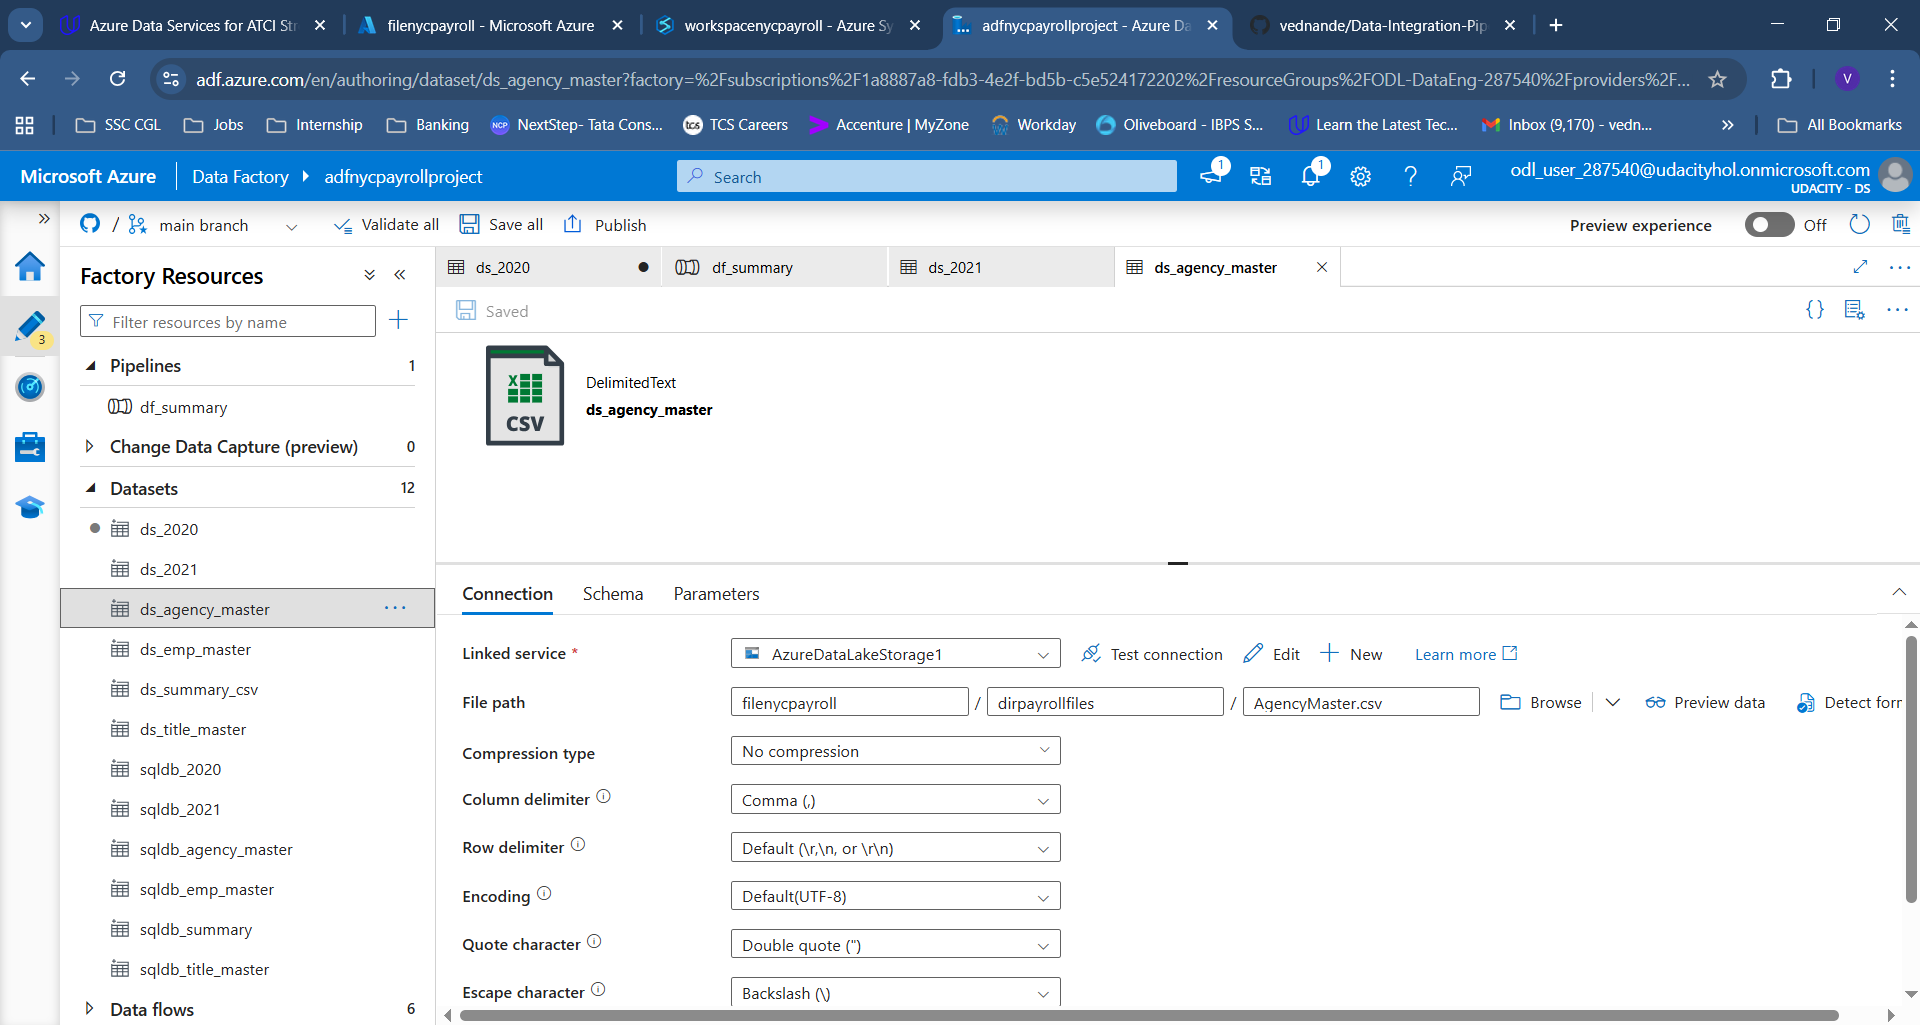 Azure Data Services for ATCI Str
filenycpayroll - Microsoft Azure
workspacenycpayroll - Azure Sy
adfnycpayrollproject - Azure Da
vednande/Data-Integration-Pip
adf.azure.com/en/authoring/dataset/ds_agency_master?factory=%2Fsubscriptions%2F1a8887a8-fdb3-4e2f-bd5b-c5e524172202%2FresourceGroups%2FODL-DataEng-287540%2Fproviders%2F...
V
SSC CGL
Jobs
Internship
Banking
NextStep- Tata Cons...
TCS Careers
Accenture | MyZone
Workday
Oliveboard - IBPS S...
Learn the Latest Tec...
Inbox (9,170) - vedn...
All Bookmarks
Microsoft Azure
Data Factory
adfnycpayrollproject
Search
1
1
odl_user_287540@udacityhol.onmicrosoft.com
UDACITY - DS
/ main branch
Validate all
Save all
Publish
Preview experience
Off
3
Factory Resources
Filter resources by name
Pipelines 1
df_summary
Change Data Capture (preview) 0
Datasets 12
ds_2020
ds_2021
ds_agency_master
ds_emp_master
ds_summary_csv
ds_title_master
sqldb_2020
sqldb_2021
sqldb_agency_master
sqldb_emp_master
sqldb_summary
sqldb_title_master
Data flows 6
ds_2020
df_summary
ds_2021
ds_agency_master
Saved
{}
X
CSV
DelimitedText
ds_agency_master
Connection
Schema
Parameters
Linked service *
AzureDataLakeStorage1
Test connection
Edit
New
Learn more
File path
filenycpayroll / dirpayrollfiles / AgencyMaster.csv
Browse
Preview data
Detect forr
Compression type
No compression
Column delimiter
Comma (,)
Row delimiter
Default (\r,\n, or \r\n)
Encoding
Default(UTF-8)
Quote character
Double quote (")
Escape character
Backslash (\)